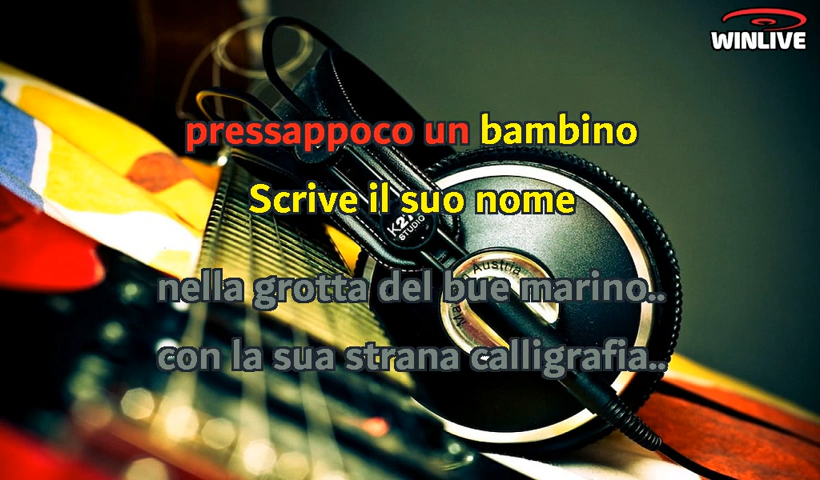 WINLIVE
pressappoco un bambino
Scrive il suo nome
K27
STUDIO
nella grotta del bue marino..
con la sua strana calligrafia..